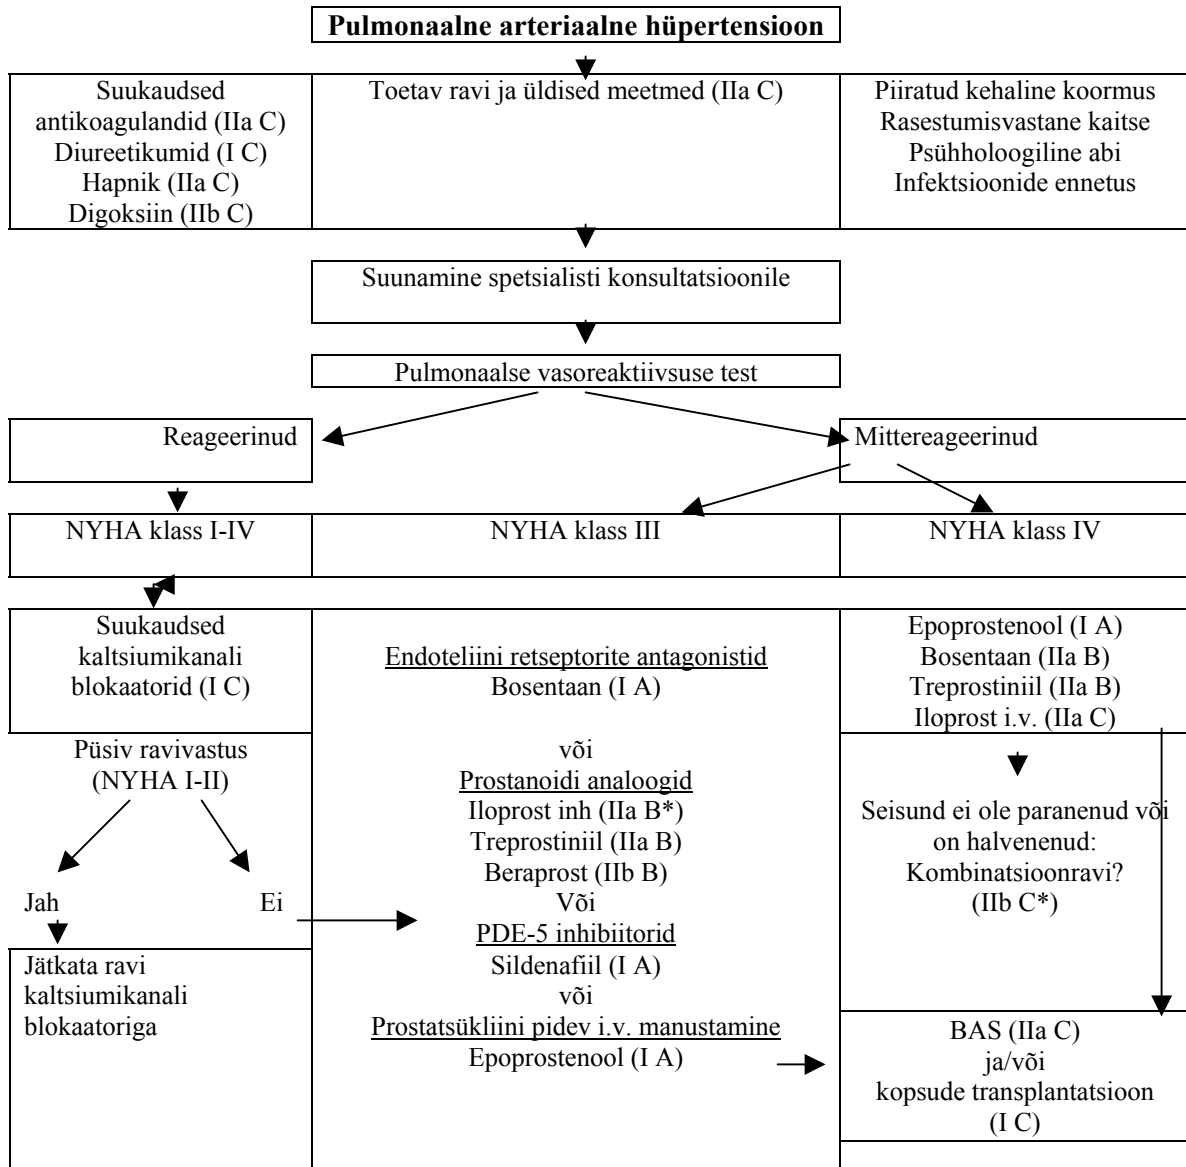 Pulmonaalne arteriaalne hüpertensioon
Suukaudsed
antikoagulandid (IIa C)
Diureetikumid (I C)
Hapnik (IIa C)
Digoksiin (IIb C)
Toetav ravi ja üldised meetmed (IIa C)
Piiratud kehaline koormus
Rasestumisvastane kaitse
Psühholoogiline abi
Infektsioonide ennetus
Suunamine spetsialisti konsultatsioonile
Pulmonaalse vasoreaktiivsuse test
Reageerinud
Mittereageerinud
NYHA klass I-IV
NYHA klass III
NYHA klass IV
Suukaudsed
kaltsiumikanali
blokaatorid (I C)
Püsiv ravivastus
(NYHA I-II)
Jah
Ei
Jätkata ravi
kaltsiumikanali
blokaatoriga
Endoteliini retseptorite antagonistid
Bosentaan (I A)
või
Prostanoidi analoogid
Iloprost inh (IIa B*)
Treprostiniil (IIa B)
Beraprost (IIb B)
Või
PDE-5 inhibiitorid
Sildenafiil (I A)
või
Prostatsükliini pidev i.v. manustamine
Epoprostenool (I A)
Epoprostenool (I A)
Bosentaan (IIa B)
Treprostiniil (IIa B)
Iloprost i.v. (IIa C)
Seisund ei ole paranenud või
on halvenenud:
Kombinatsioonravi?
(IIb C*)
BAS (IIa C)
ja/või
kopsude transplantatsioon
(I C)